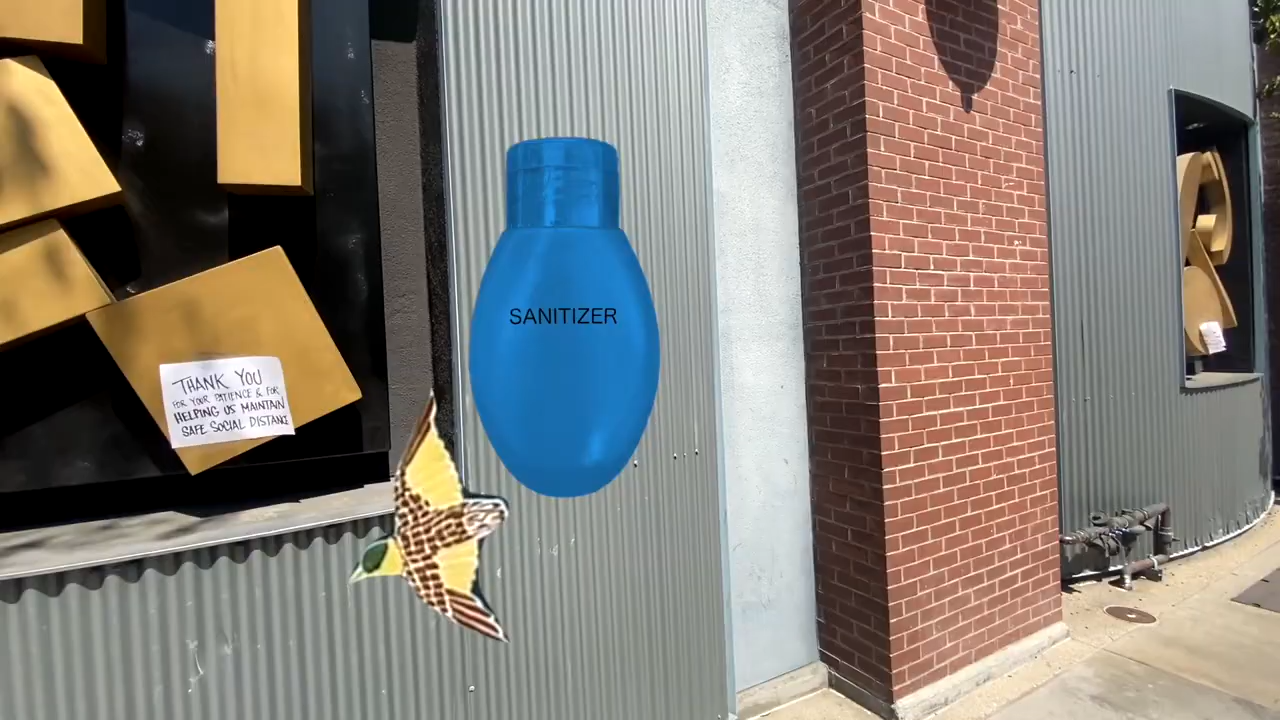 THANK YOU
FOR YOUR PATIENCE & FOR
HELPING US MAINTAIN
SAFE SOCIAL DISTANCE
SANITIZER